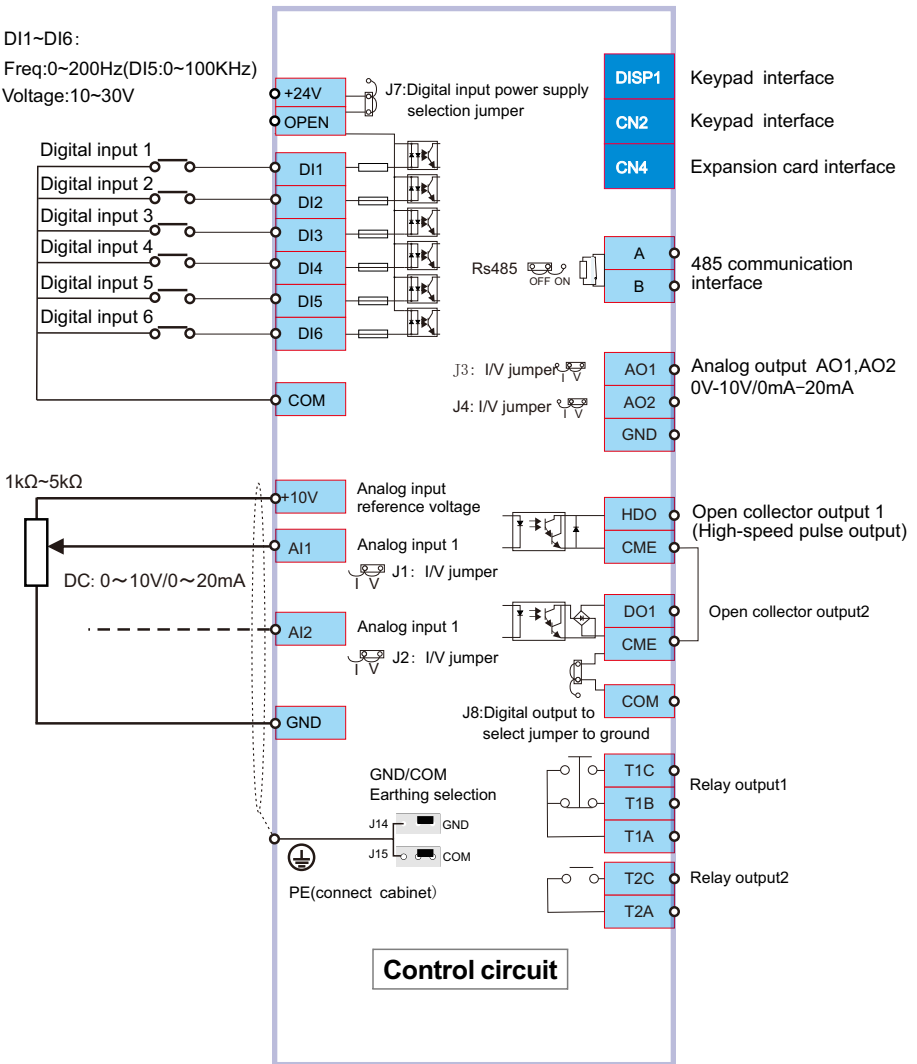 DI1~DI6:
Freq:0~200Hz(DI5:0~100KHz)
Voltage:10~30V
+24V
OPEN
J7:Digital input power supply
selection jumper
Digital input 1
Digital input 2
Digital input 3
Digital input 4
Digital input 5
Digital input 6
DI1
DI2
DI3
DI4
DI5
DI6
COM
DISP1
Keypad interface
CN2
Keypad interface
CN4
Expansion card interface
Rs485
OFF ON
A
B
485 communication
interface
J3: I/V jumper
I V
J4: I/V jumper
I V
AO1
AO2
GND
Analog output AO1,AO2
0V-10V/0mA-20mA
1kΩ~5kΩ
DC: 0~10V/0~20mA
+10V
Analog input
reference voltage
AI1
Analog input 1
I V
J1: I/V jumper
AI2
Analog input 1
I V
J2: I/V jumper
GND
HDO
CME
Open collector output 1
(High-speed pulse output)
DO1
CME
Open collector output2
COM
J8:Digital output to
select jumper to ground
GND/COM
Earthing selection
J14
GND
J15
COM
PE(connect cabinet)
T1C
T1B
T1A
Relay output1
T2C
T2A
Relay output2
Control circuit